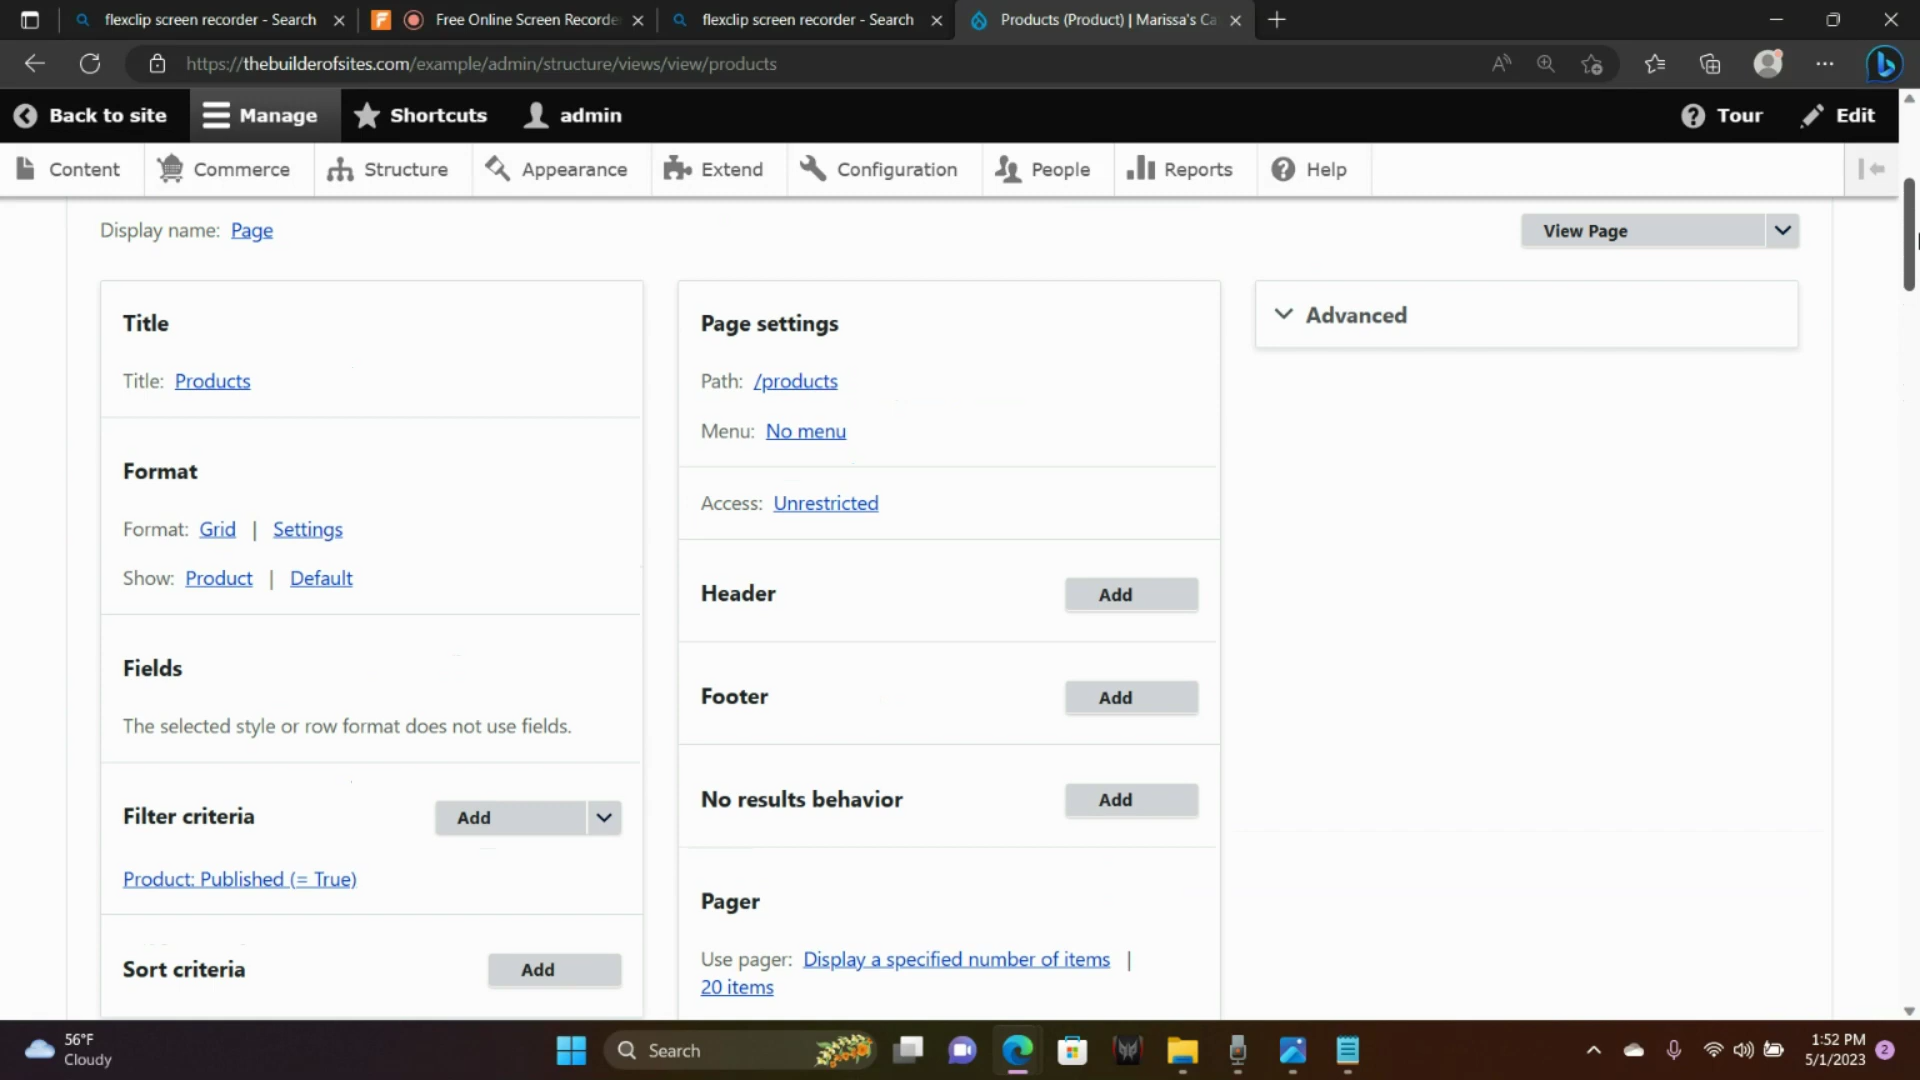 flexclip screen recorder - Search
Free Online Screen Recorde
flexclip screen recorder - Search
Products (Product) | Marissa's Ca
https://thebuilderofsites.com/example/admin/structure/views/view/products
Back to site
Manage
Shortcuts
admin
Tour
Edit
Content
Commerce
Structure
Appearance
Extend
Configuration
People
Reports
Help
Display name: Page
View Page
Title
Title: Products
Format
Format: Grid | Settings
Show: Product | Default
Fields
The selected style or row format does not use fields.
Filter criteria
Add
Product: Published (= True)
Sort criteria
Add
Page settings
Path: /products
Menu: No menu
Access: Unrestricted
Header
Add
Footer
Add
No results behavior
Add
Pager
Use pager: Display a specified number of items |
20 items
Advanced
56°F
Cloudy
Search
1:52 PM
5/1/2023
2